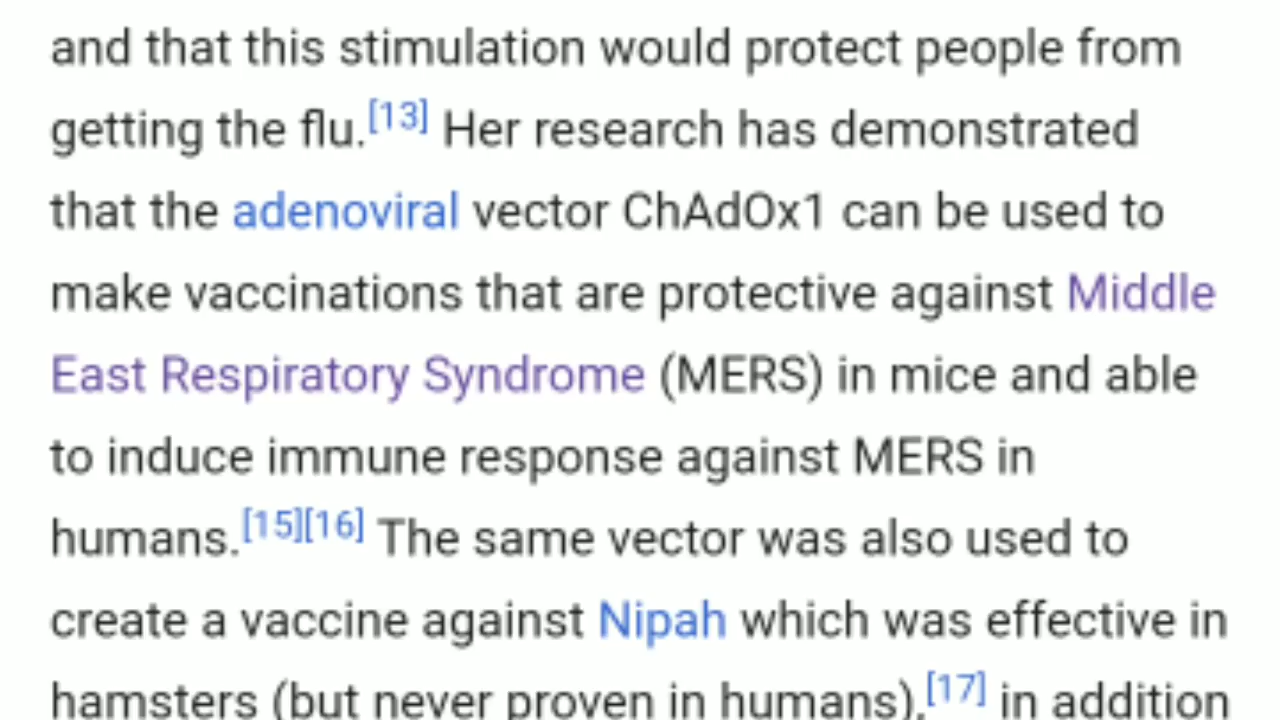 and that this stimulation would protect people from
getting the flu.[13] Her research has demonstrated
that the adenoviral vector ChAdOx1 can be used to
make vaccinations that are protective against Middle
East Respiratory Syndrome (MERS) in mice and able
to induce immune response against MERS in
humans.[15][16] The same vector was also used to
create a vaccine against Nipah which was effective in
hamsters (but never proven in humans),[17] in addition